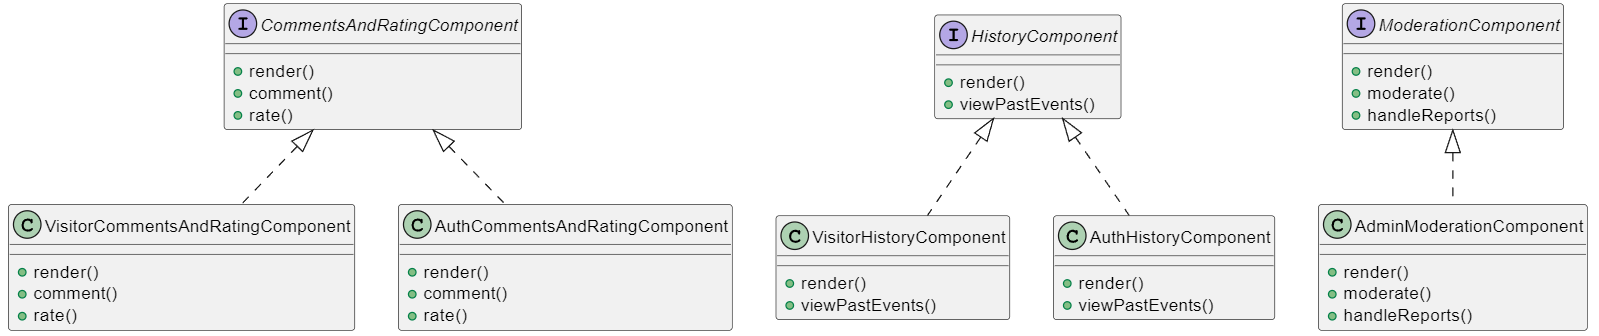 I CommentsAndRatingComponent
render()
comment()
rate()
I HistoryComponent
render()
viewPastEvents()
I ModerationComponent
render()
moderate()
handleReports()
C VisitorCommentsAndRatingComponent
render()
comment()
rate()
C AuthCommentsAndRatingComponent
render()
comment()
rate()
C VisitorHistoryComponent
render()
viewPastEvents()
C AuthHistoryComponent
render()
viewPastEvents()
C AdminModerationComponent
render()
moderate()
handleReports()